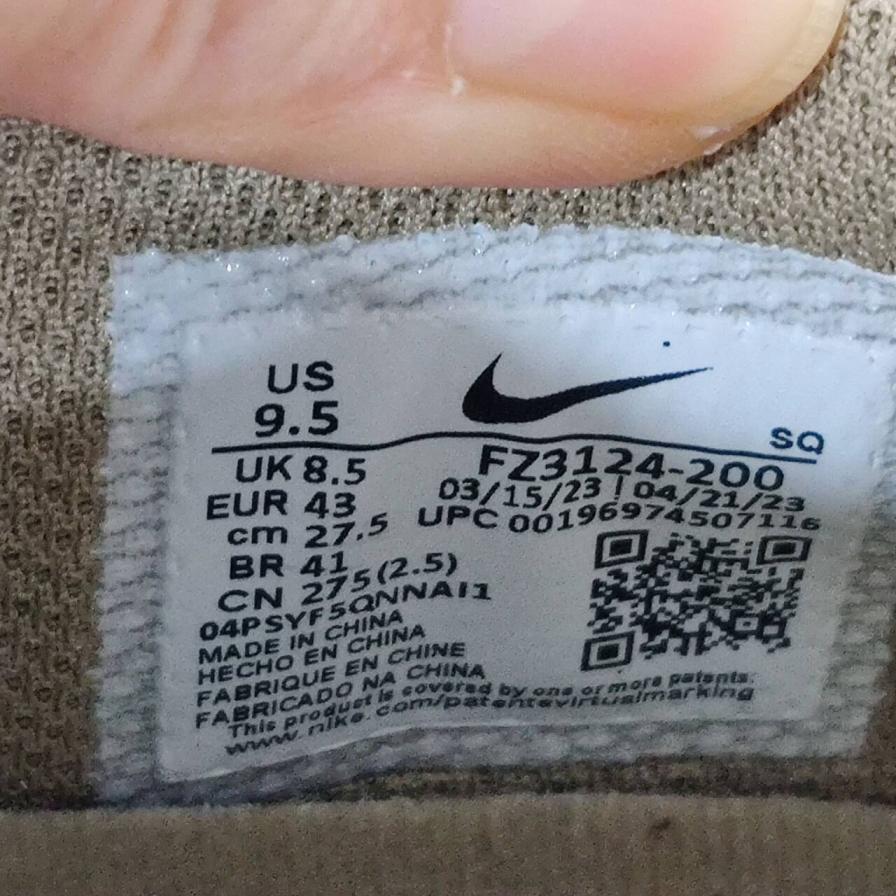 US
9.5
SQ
UK 8.5
FZ3124-200
EUR 43
03/15/23 | 04/21/23
cm 27.5
UPC 00196974507116
BR 41
CN 275(2.5)
04PSYF5QNNAI1
MADE IN CHINA
HECHO EN CHINA
FABRIQUE EN CHINE
FABRICADO NA CHINA
This product is covered by one or more patents.
www.nike.com/patentsvirtualmarking